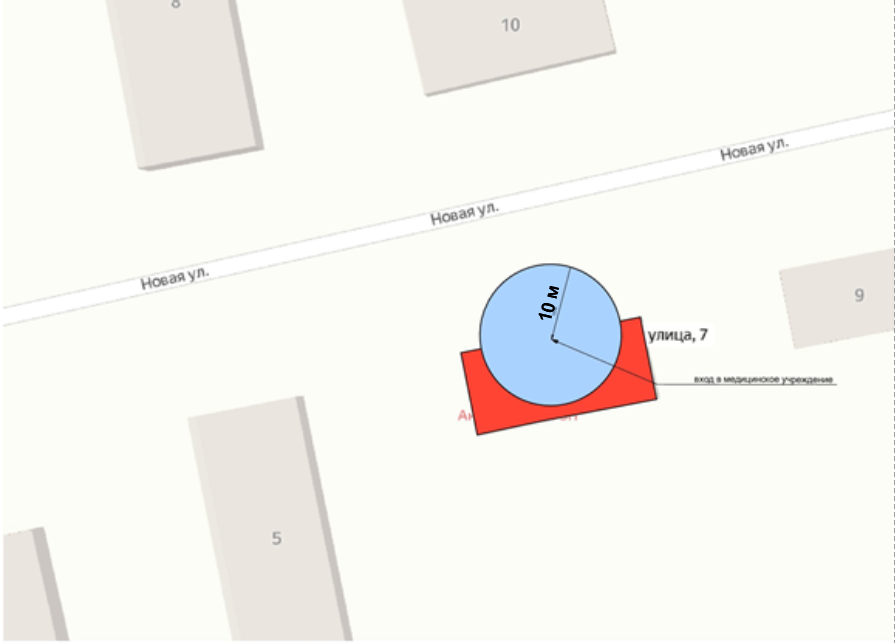 8
10
Новая ул.
Новая ул.
Новая ул.
10 м
9
улица, 7
вход в медицинское учреждение
5